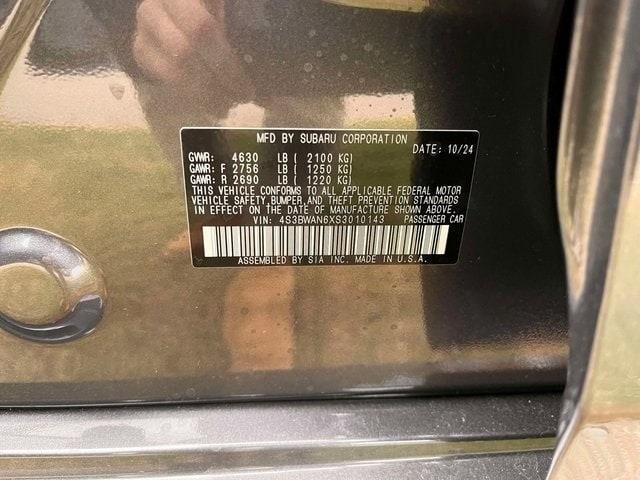 MFD BY SUBARU CORPORATION
DATE: 10/24
GVWR: 4630 LB ( 2100 KG)
GAWR: F 2756 LB ( 1250 KG)
GAWR: R 2690 LB ( 1220 KG)
THIS VEHICLE CONFORMS TO ALL APPLICABLE FEDERAL MOTOR
VEHICLE SAFETY,BUMPER,AND THEFT PREVENTION STANDARDS
IN EFFECT ON THE DATE OF MANUFACTURE SHOWN ABOVE.
VIN: 4S3BWAN6XS3010143 PASSENGER CAR
ASSEMBLED BY SIA INC. MADE IN U.S.A.